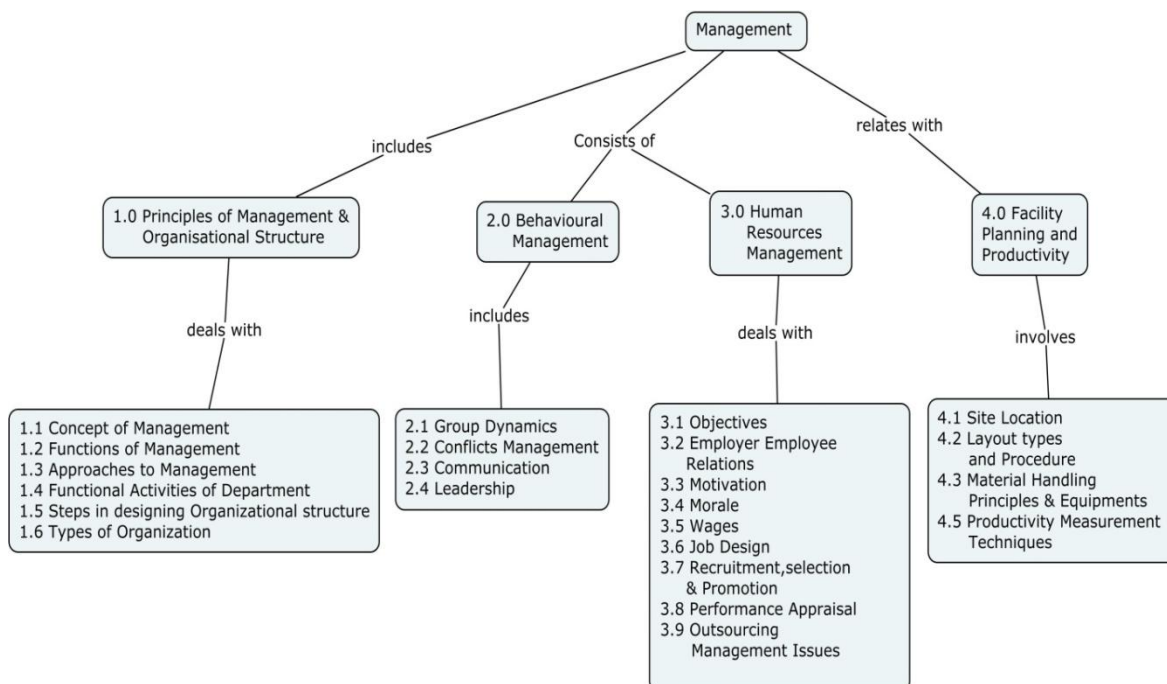 Management
includes
Consists of
relates with
1.0 Principles of Management &
Organisational Structure
2.0 Behavioural
Management
3.0 Human
Resources
Management
4.0 Facility
Planning and
Productivity
deals with
includes
deals with
involves
1.1 Concept of Management
1.2 Functions of Management
1.3 Approaches to Management
1.4 Functional Activities of Department
1.5 Steps in designing Organizational structure
1.6 Types of Organization
2.1 Group Dynamics
2.2 Conflicts Management
2.3 Communication
2.4 Leadership
3.1 Objectives
3.2 Employer Employee
Relations
3.3 Motivation
3.4 Morale
3.5 Wages
3.6 Job Design
3.7 Recruitment,selection
& Promotion
3.8 Performance Appraisal
3.9 Outsourcing
Management Issues
4.1 Site Location
4.2 Layout types
and Procedure
4.3 Material Handling
Principles & Equipments
4.5 Productivity Measurement
Techniques